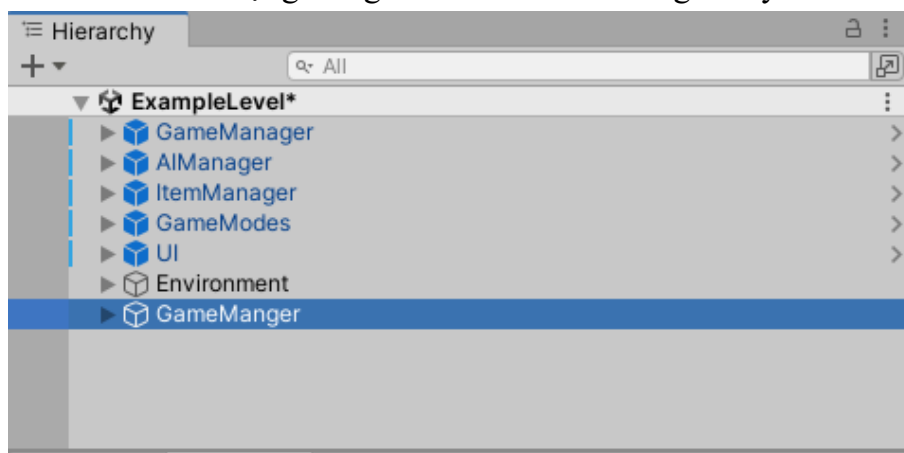 Hierarchy
All
ExampleLevel*
GameManager
AIManager
ItemManager
GameModes
UI
Environment
GameManger